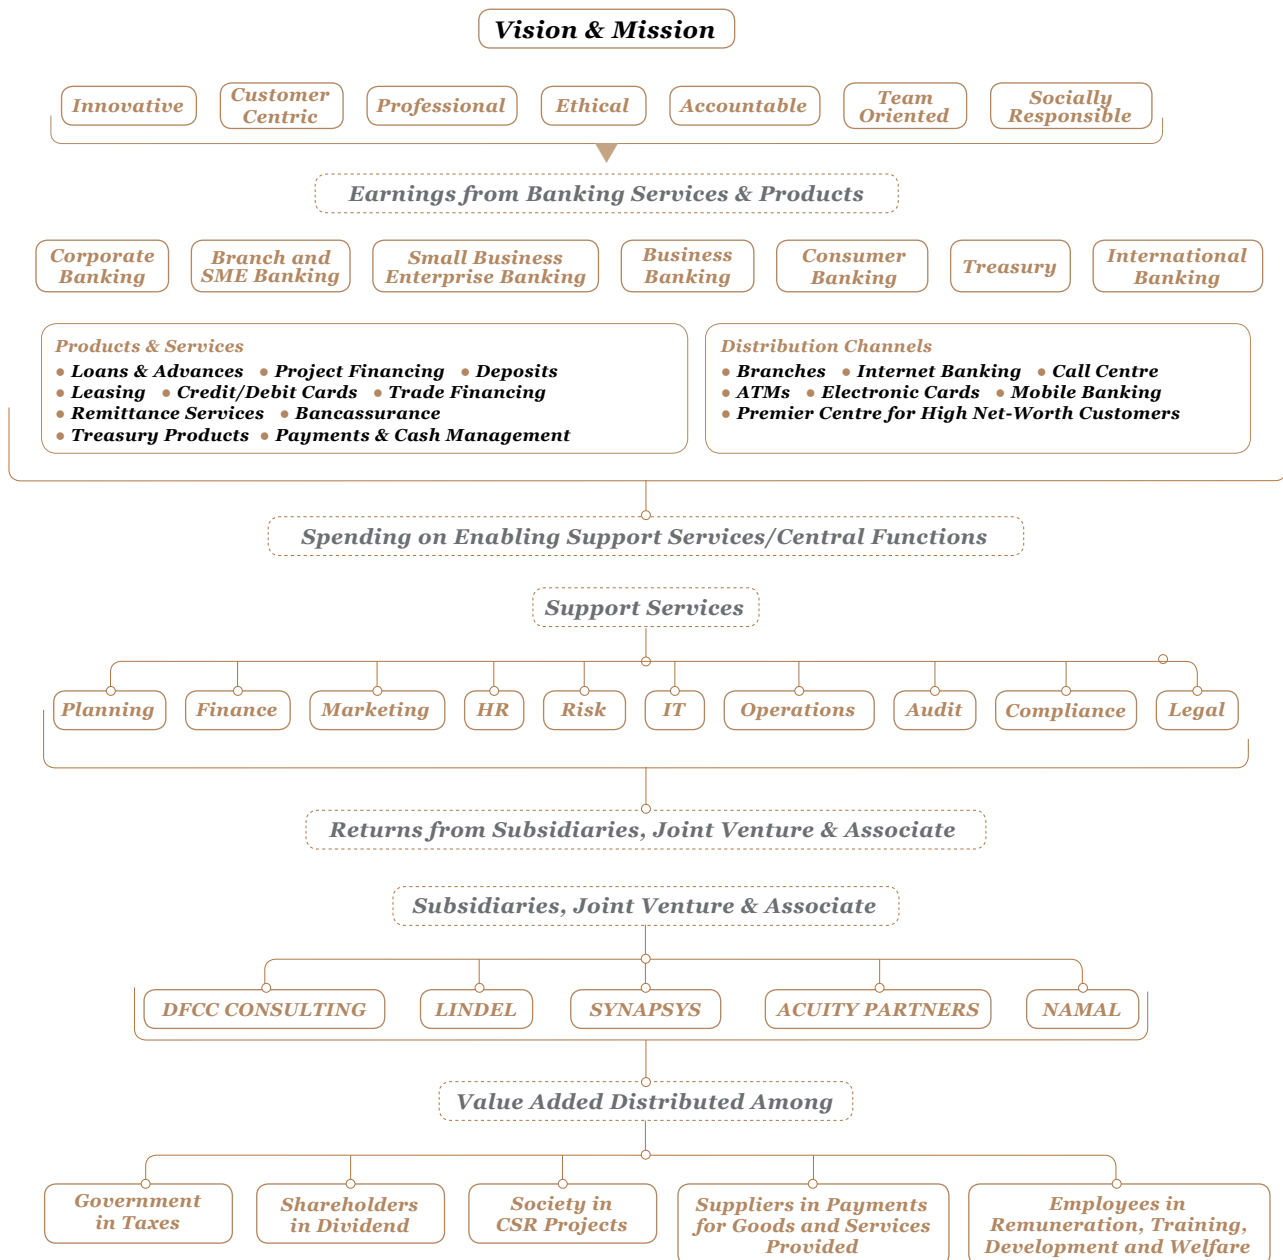 Vision & Mission
Innovative
Customer
Centric
Professional
Ethical
Accountable
Team
Oriented
Socially
Responsible
Earnings from Banking Services & Products
Corporate
Banking
Branch and
SME Banking
Small Business
Enterprise Banking
Business
Banking
Consumer
Banking
Treasury
International
Banking
Products & Services
● Loans & Advances ● Project Financing ● Deposits
● Leasing ● Credit/Debit Cards ● Trade Financing
● Remittance Services ● Bancassurance
● Treasury Products ● Payments & Cash Management
Distribution Channels
● Branches ● Internet Banking ● Call Centre
● ATMs ● Electronic Cards ● Mobile Banking
● Premier Centre for High Net-Worth Customers
Spending on Enabling Support Services/Central Functions
Support Services
Planning
Finance
Marketing
HR
Risk
IT
Operations
Audit
Compliance
Legal
Returns from Subsidiaries, Joint Venture & Associate
Subsidiaries, Joint Venture & Associate
DFCC CONSULTING
LINDEL
SYNAPSYS
ACUITY PARTNERS
NAMAL
Value Added Distributed Among
Government
in Taxes
Shareholders
in Dividend
Society in
CSR Projects
Suppliers in Payments
for Goods and Services
Provided
Employees in
Remuneration, Training,
Development and Welfare